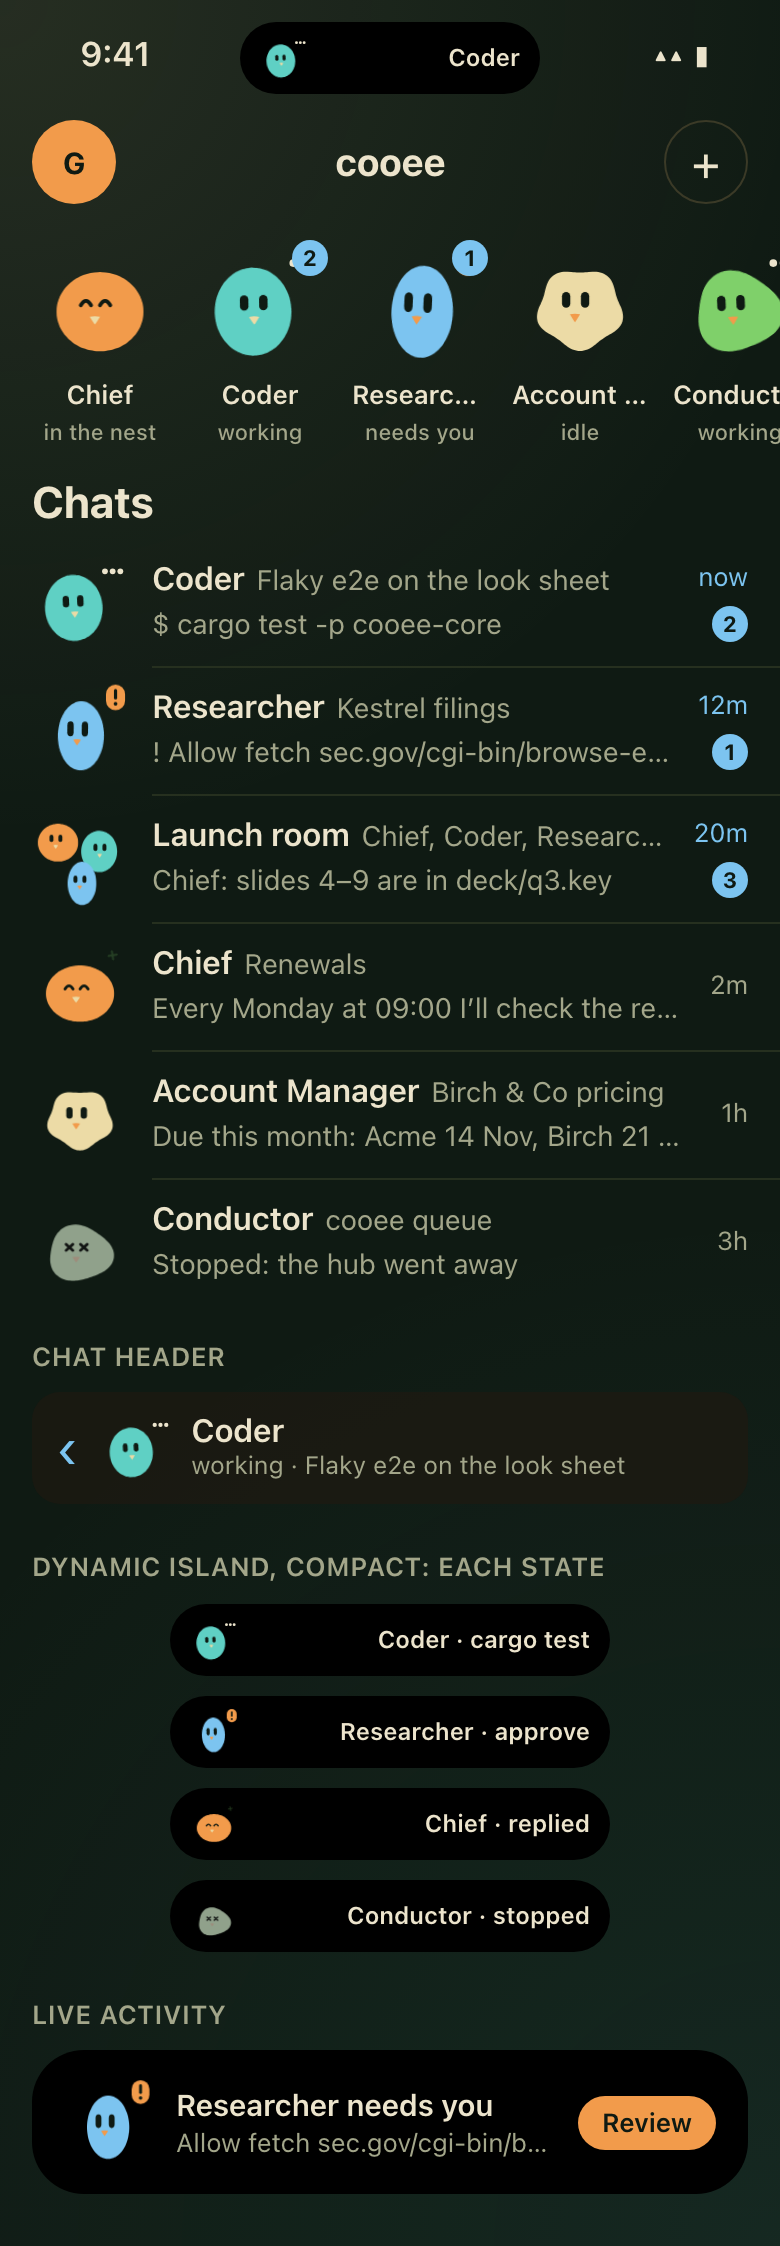 9:41
Coder
G
cooee
+
2
1
Chief
Coder
Researc...
Account ...
Conduct
in the nest
working
needs you
idle
working
Chats
Coder Flaky e2e on the look sheet
now
$ cargo test -p cooee-core
2
Researcher Kestrel filings
12m
! Allow fetch sec.gov/cgi-bin/browse-e...
1
Launch room Chief, Coder, Researc...
20m
Chief: slides 4–9 are in deck/q3.key
3
Chief Renewals
2m
Every Monday at 09:00 I’ll check the re...
Account Manager Birch & Co pricing
1h
Due this month: Acme 14 Nov, Birch 21 ...
Conductor cooee queue
3h
Stopped: the hub went away
CHAT HEADER
Coder
working · Flaky e2e on the look sheet
DYNAMIC ISLAND, COMPACT: EACH STATE
Coder · cargo test
Researcher · approve
Chief · replied
Conductor · stopped
LIVE ACTIVITY
Researcher needs you
Allow fetch sec.gov/cgi-bin/b...
Review